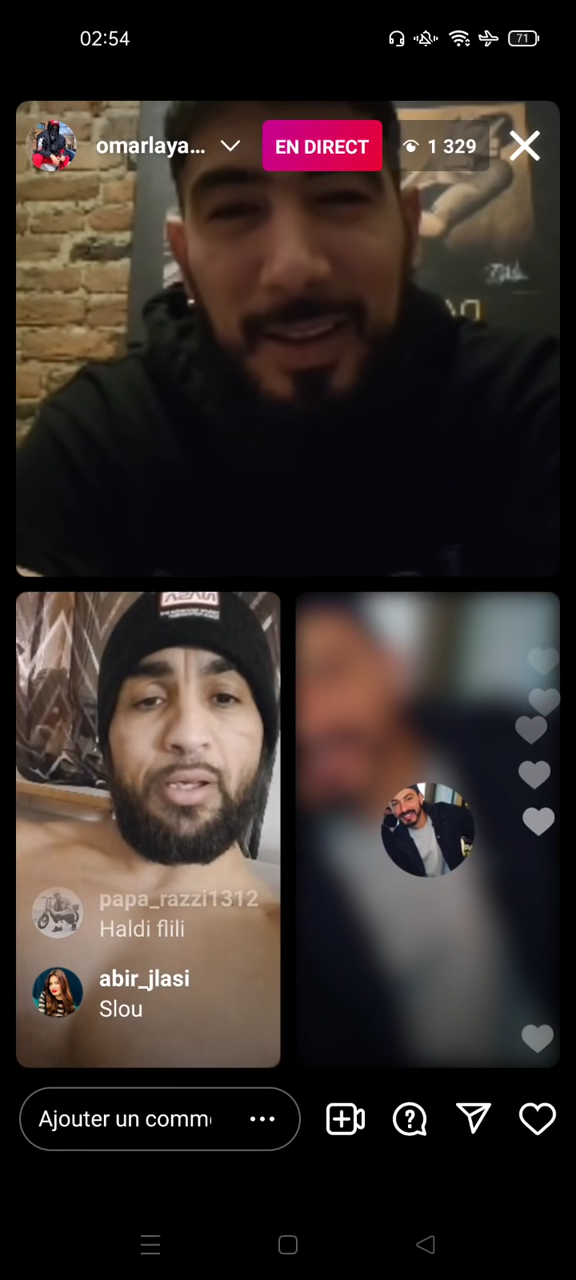 02:54
71
omarlaya...
EN DIRECT
1 329
papa_razzi1312
Haldi flili
abir_jlasi
Slou
Ajouter un comm